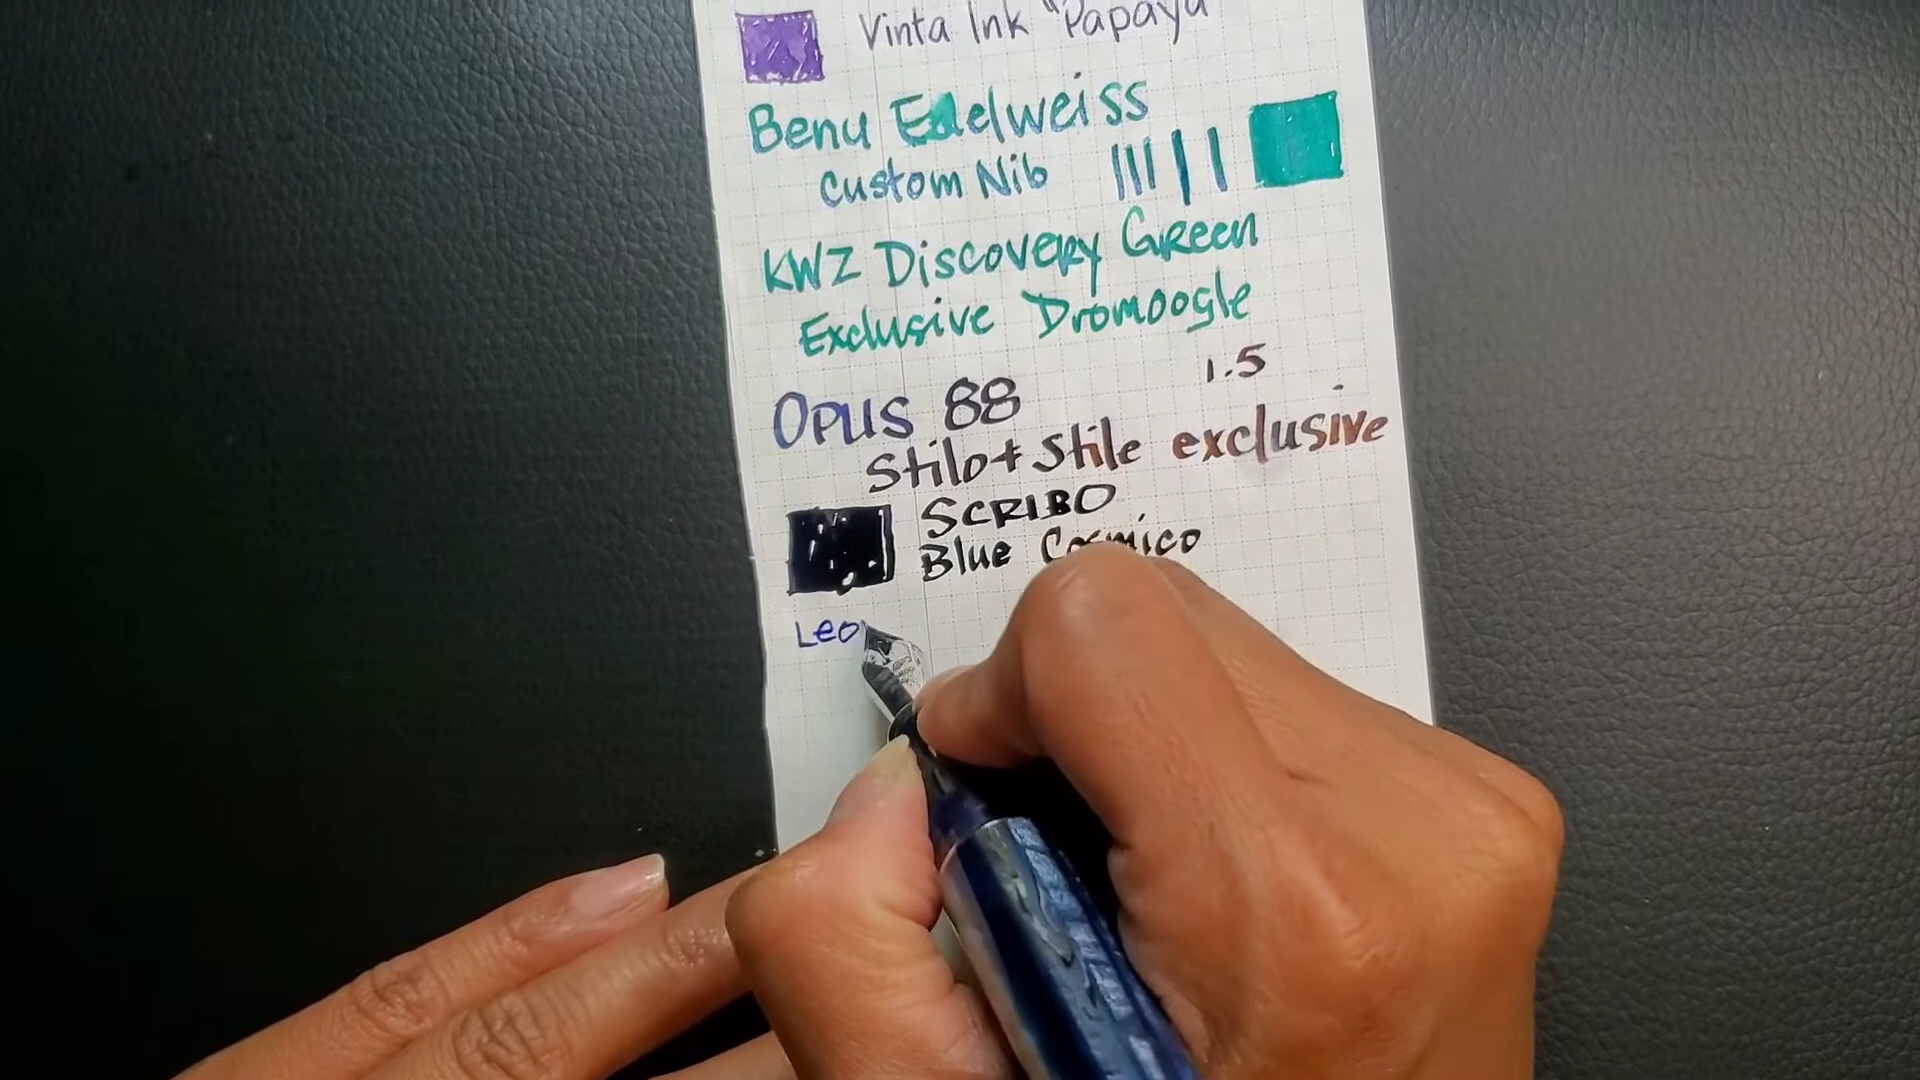 Vinta Ink "Papaya
Benu Edelweiss
Custom Nib
KWZ Discovery Green
Exclusive Dromoogle
1.5
Opus 88
Stilo & Stile exclusive
SCRIBO
Blue Cosmico
Leo